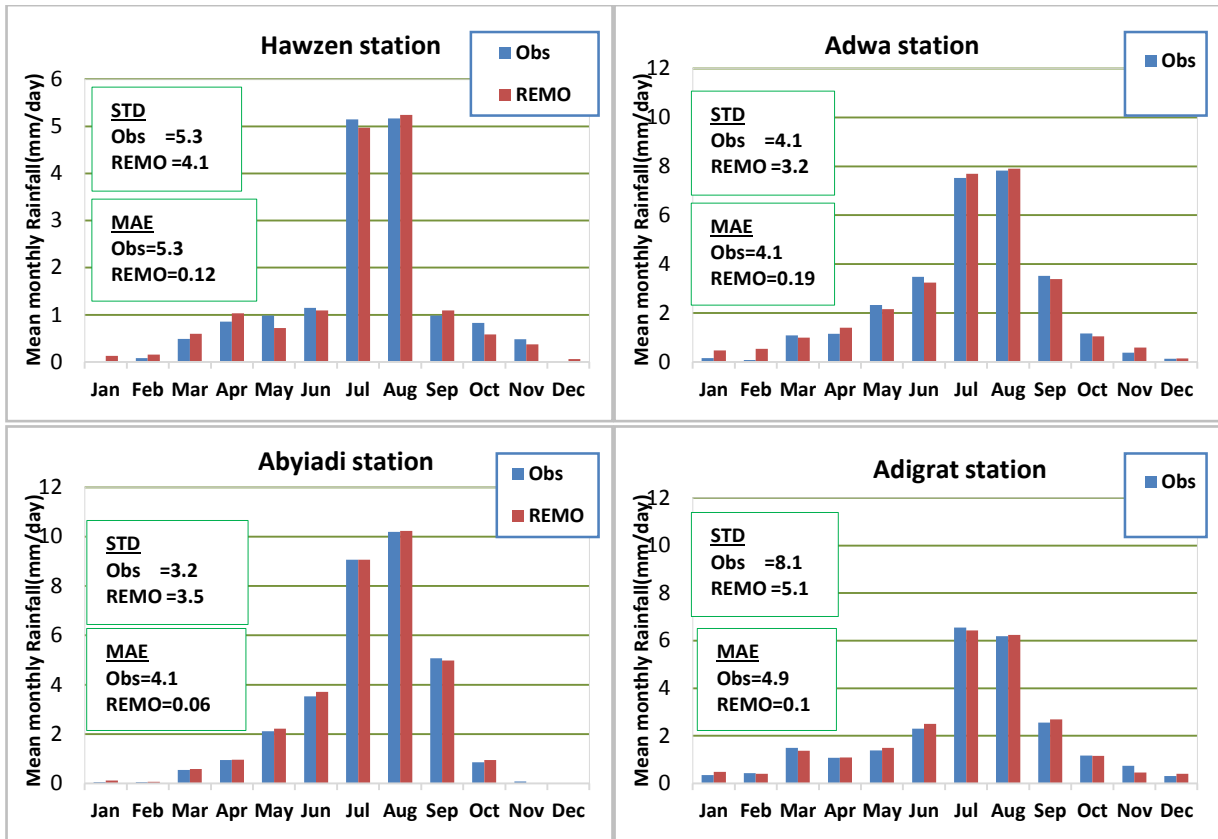 Hawzen station
Obs
REMO
Mean monthly Rainfall(mm/day)
6
5
4
3
2
1
0
STD
Obs =5.3
REMO =4.1
MAE
Obs=5.3
REMO=0.12
Jan Feb Mar Apr May Jun Jul Aug Sep Oct Nov Dec
Adwa station
Obs
Mean monthly Rainfall(mm/day)
12
10
8
6
4
2
0
STD
Obs =4.1
REMO =3.2
MAE
Obs=4.1
REMO=0.19
Jan Feb Mar Apr May Jun Jul Aug Sep Oct Nov Dec
Abyiadi station
Obs
REMO
Mean monthly Rainfall(mm/day)
12
10
8
6
4
2
0
STD
Obs =3.2
REMO =3.5
MAE
Obs=4.1
REMO=0.06
Jan Feb Mar Apr May Jun Jul Aug Sep Oct Nov Dec
Adigrat station
Obs
Mean monthly Rainfall(mm/day)
12
10
8
6
4
2
0
STD
Obs =8.1
REMO =5.1
MAE
Obs=4.9
REMO=0.1
Jan Feb Mar Apr May Jun Jul Aug Sep Oct Nov Dec